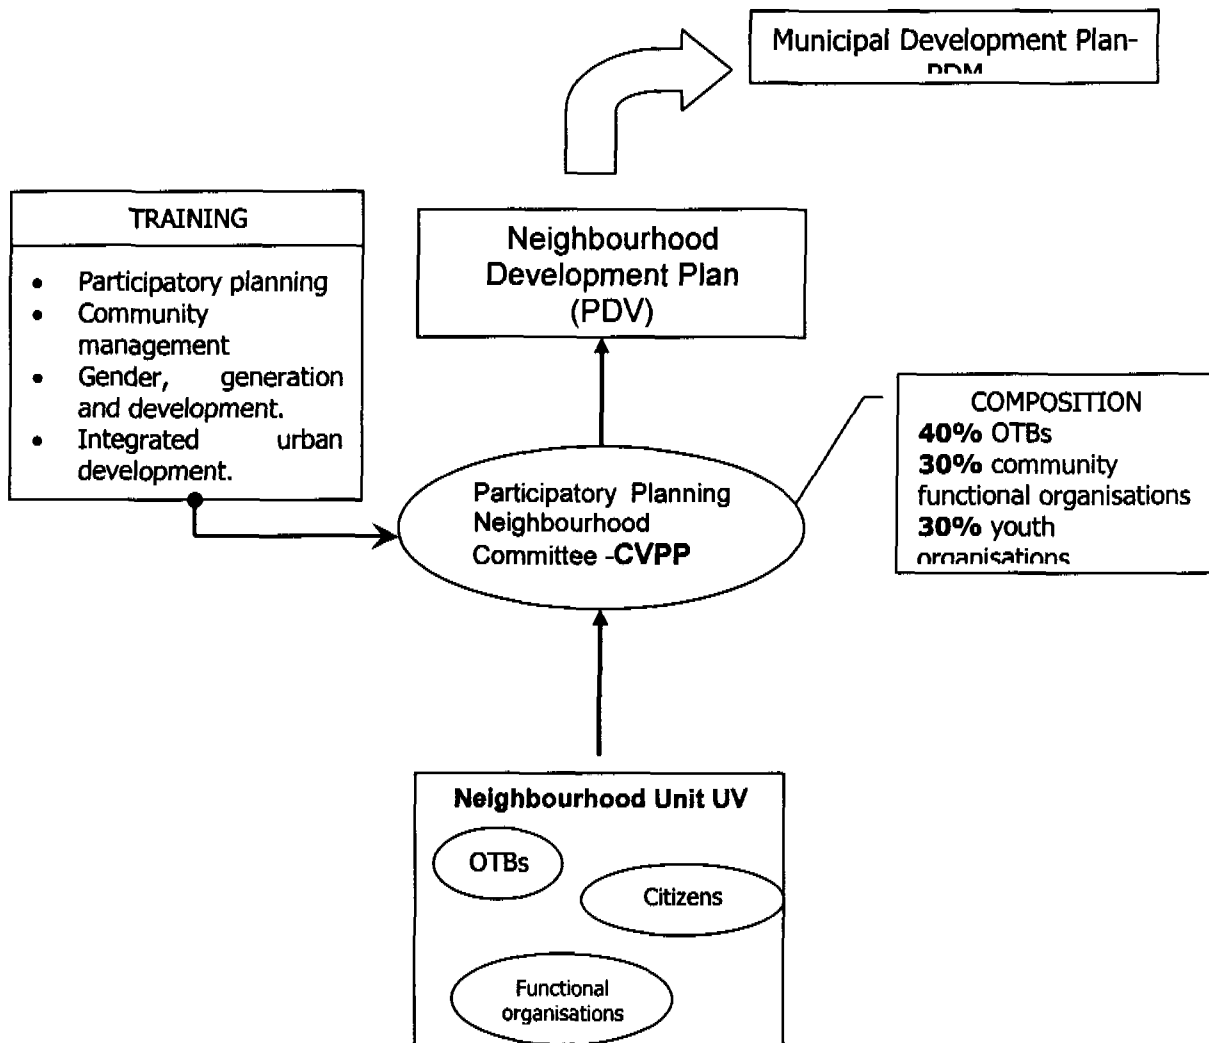 Municipal Development Plan-
PDM
TRAINING
• Participatory planning
• Community
management
• Gender, generation
and development.
• Integrated urban
development.
Neighbourhood
Development Plan
(PDV)
COMPOSITION
40% OTBs
30% community
functional organisations
30% youth
organisations
Participatory Planning
Neighbourhood
Committee -CVPP
Neighbourhood Unit UV
OTBs
Citizens
Functional
organisations